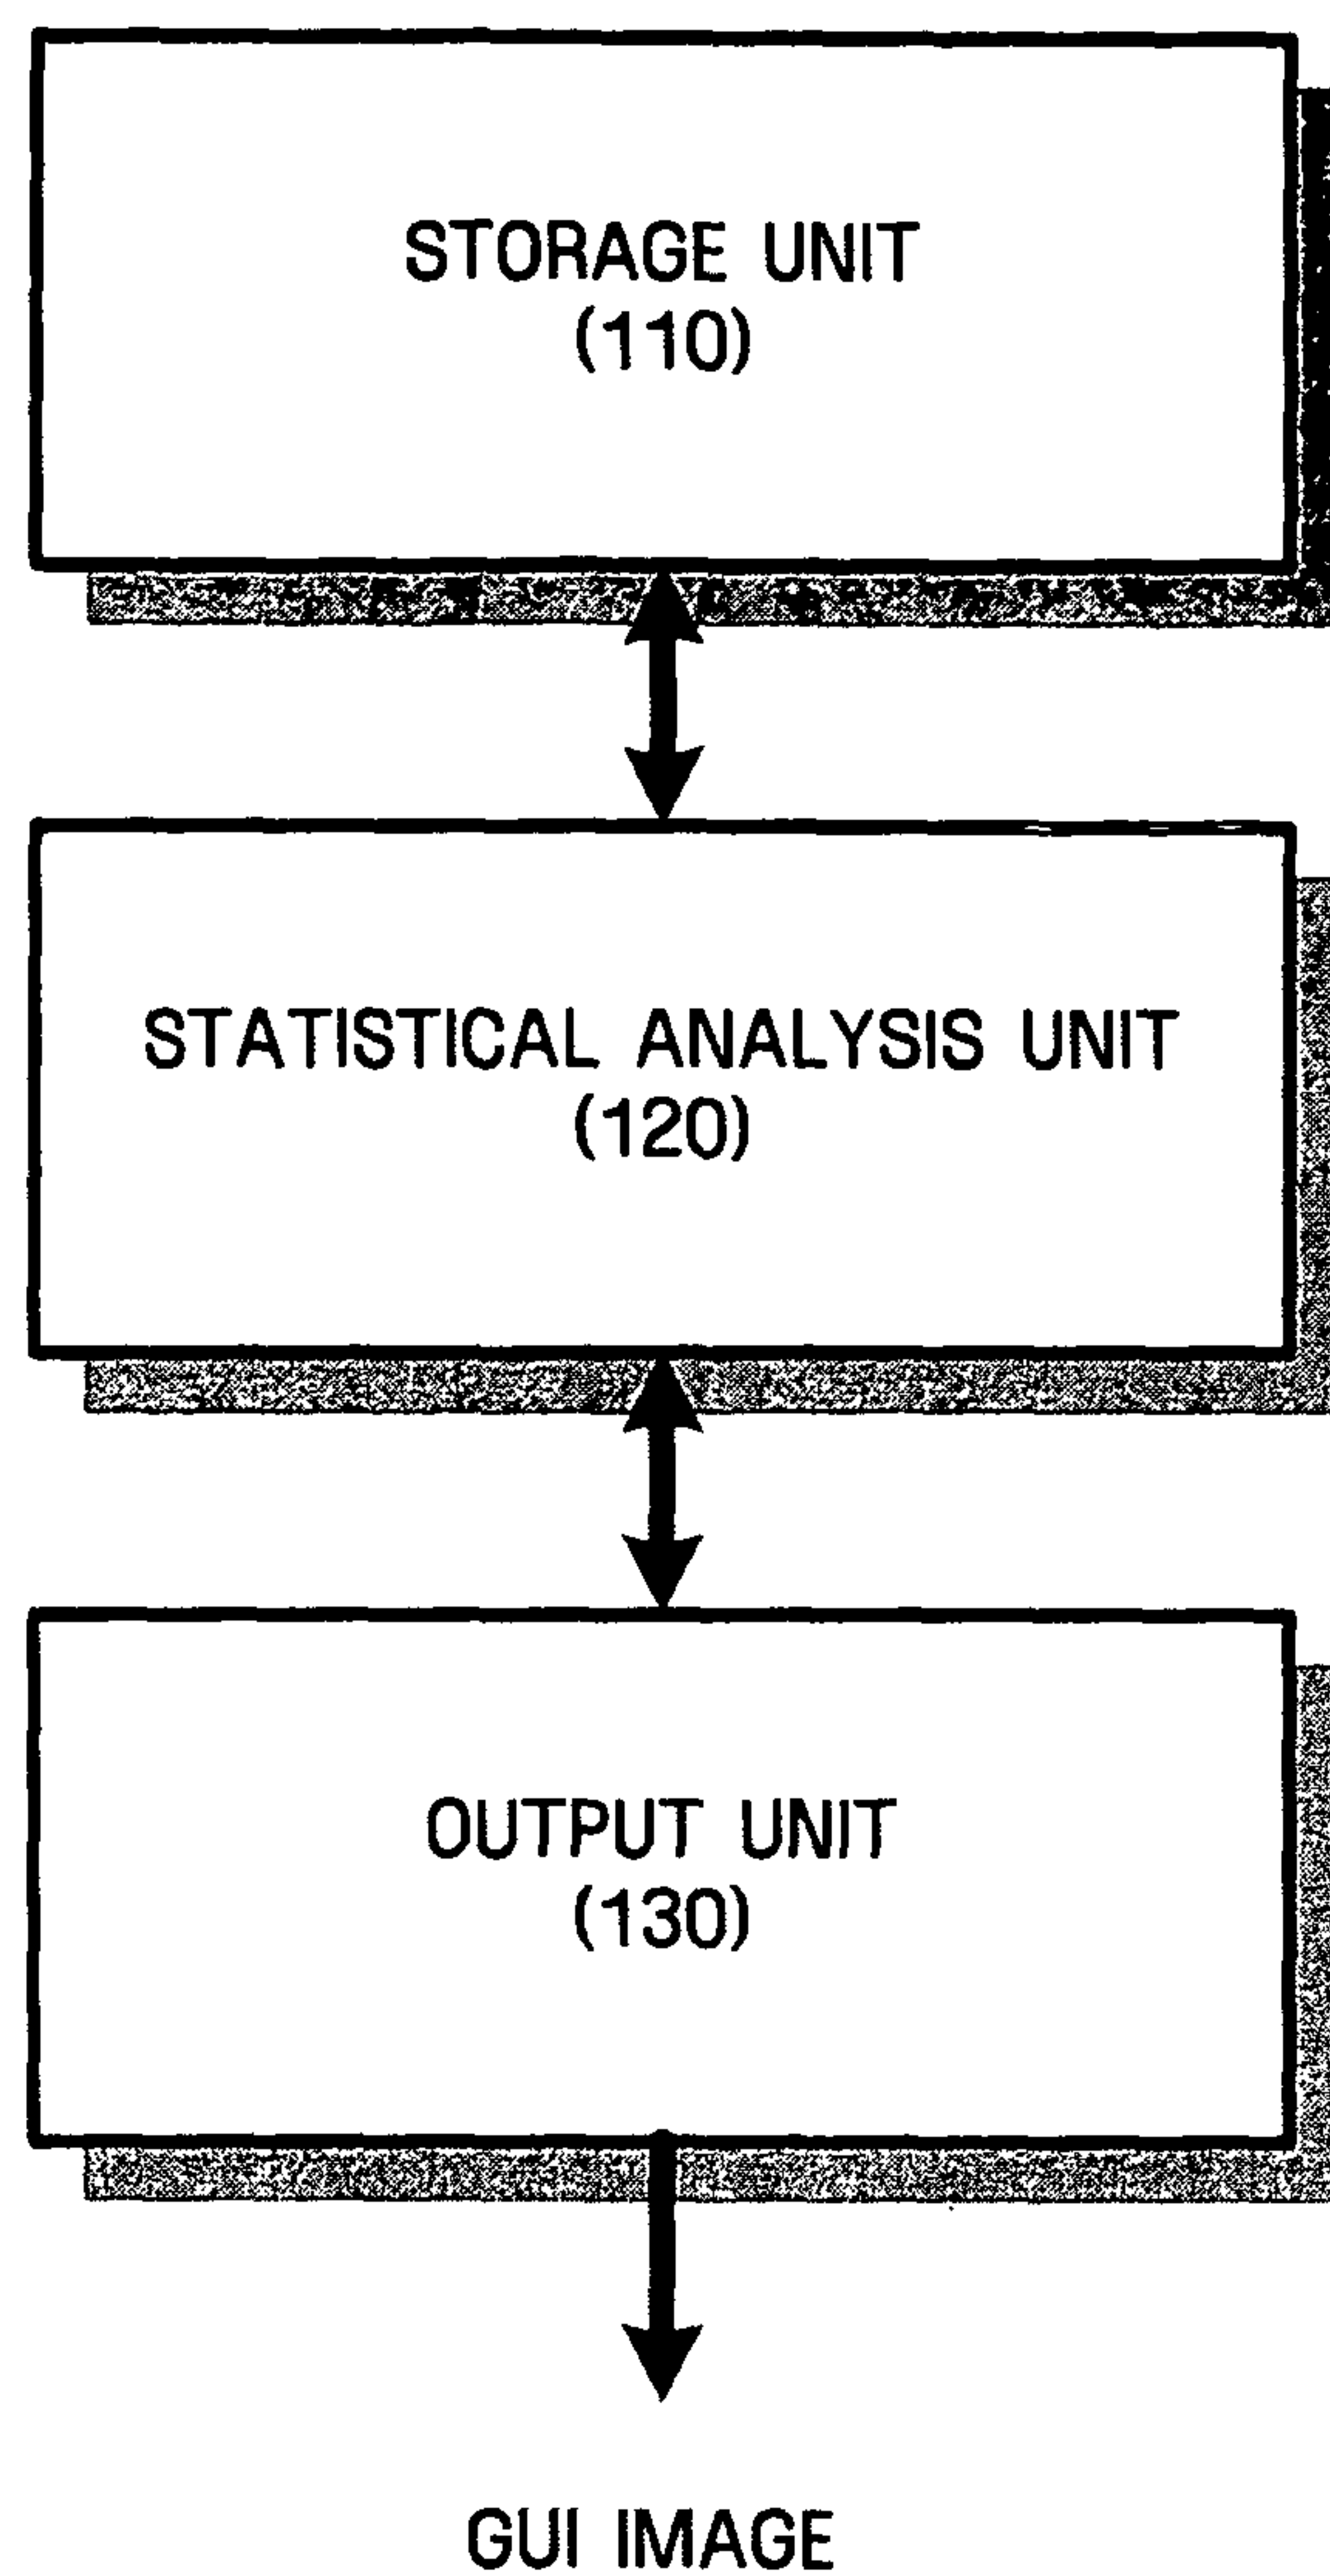 STORAGE UNIT
(110)
STATISTICAL ANALYSIS UNIT
(120)
OUTPUT UNIT
(130)
GUI IMAGE